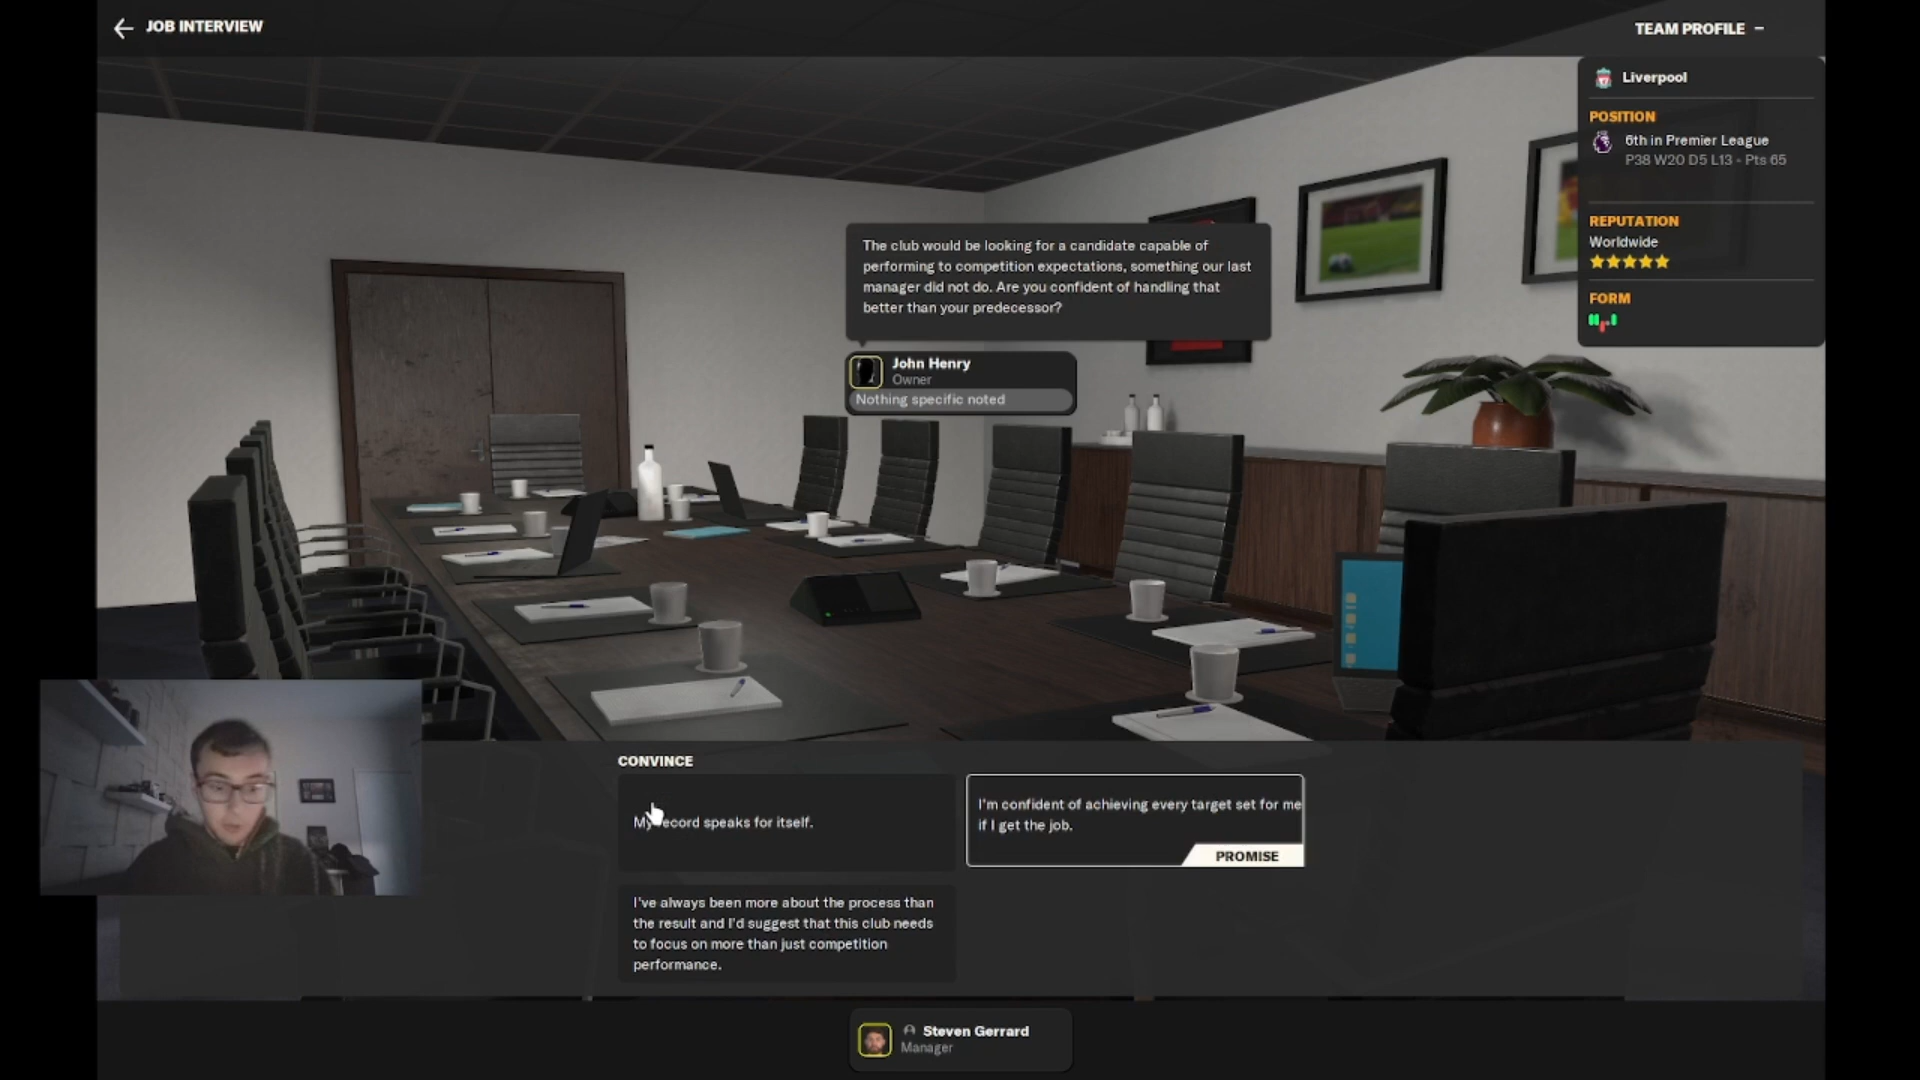 JOB INTERVIEW
TEAM PROFILE –
Liverpool
POSITION
6th in Premier League
P38 W20 D5 L13 - Pts 65
REPUTATION
Worldwide
FORM
The club would be looking for a candidate capable of
performing to competition expectations, something our last
manager did not do. Are you confident of handling that
better than your predecessor?
John Henry
Owner
Nothing specific noted
CONVINCE
My record speaks for itself.
I'm confident of achieving every target set for me
if I get the job.
PROMISE
I've always been more about the process than
the result and I'd suggest that this club needs
to focus on more than just competition
performance.
Steven Gerrard
Manager